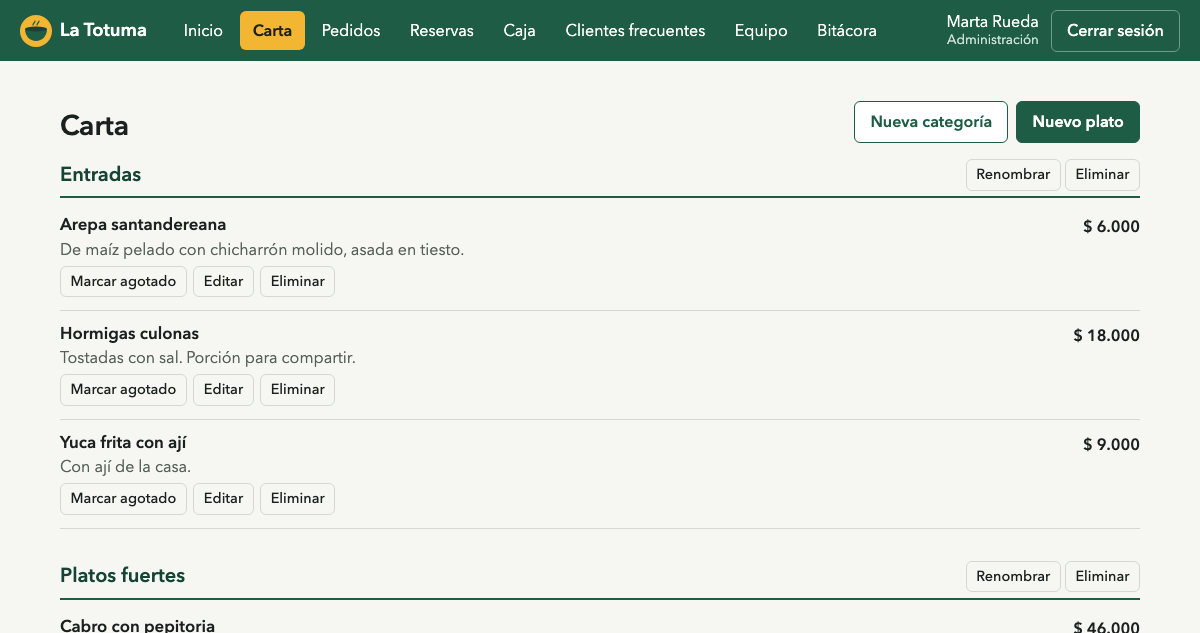 La Totuma
Inicio
Carta
Pedidos
Reservas
Caja
Clientes frecuentes
Equipo
Bitácora
Marta Rueda
Administración
Cerrar sesión
Carta
Nueva categoría
Nuevo plato
Entradas
Renombrar
Eliminar
Arepa santandereana
$ 6.000
De maíz pelado con chicharrón molido, asada en tiesto.
Marcar agotado
Editar
Eliminar
Hormigas culonas
$ 18.000
Tostadas con sal. Porción para compartir.
Marcar agotado
Editar
Eliminar
Yuca frita con ají
$ 9.000
Con ají de la casa.
Marcar agotado
Editar
Eliminar
Platos fuertes
Renombrar
Eliminar
Cabro con pepitoria
$ 46.000